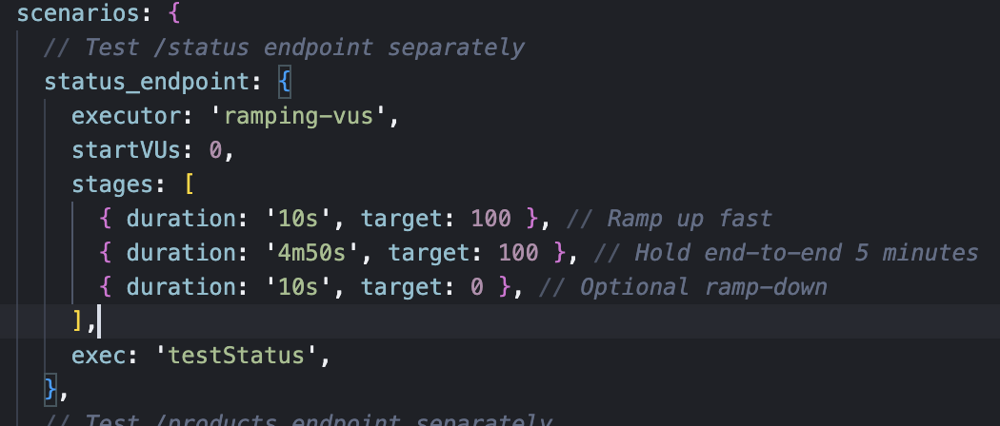 scenarios: {
// Test /status endpoint separately
status_endpoint: {
executor: 'ramping-vus',
startVUs: 0,
stages: [
{ duration: '10s', target: 100 }, // Ramp up fast
{ duration: '4m50s', target: 100 }, // Hold end-to-end 5 minutes
{ duration: '10s', target: 0 }, // Optional ramp-down
],
exec: 'testStatus',
},
// Test /products endpoint separately